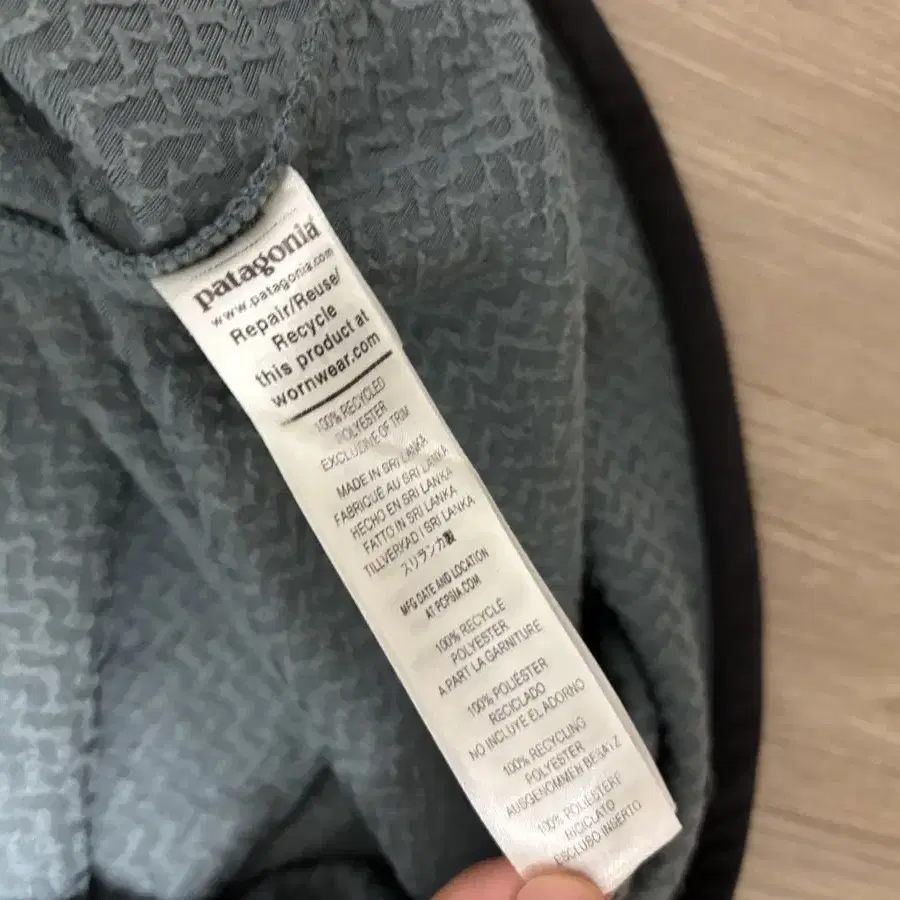 patagonia
www.patagonia.com
Repair/Reuse/
Recycle
this product at
wornwear.com
100% RECYCLED
POLYESTER
EXCLUSIVE OF TRIM
MADE IN SRI LANKA
FABRIQUÉ AU SRI LANKA
HECHO EN SRI LANKA
FATTO IN SRI LANKA
TILLVERKAD I SRI LANKA
スリランカ製
MFG DATE AND LOCATION
AT PCPSIA.COM
100% RECYCLÉ
POLYESTER
A PART LA GARNITURE
100% POLIÉSTER
RECICLADO
NO INCLUYE EL ADORNO
100% RECYCLING
POLYESTER
AUSGENOMMEN BESATZ
100% POLIESTERE
RICICLATO
ESCLUBO INSERTO